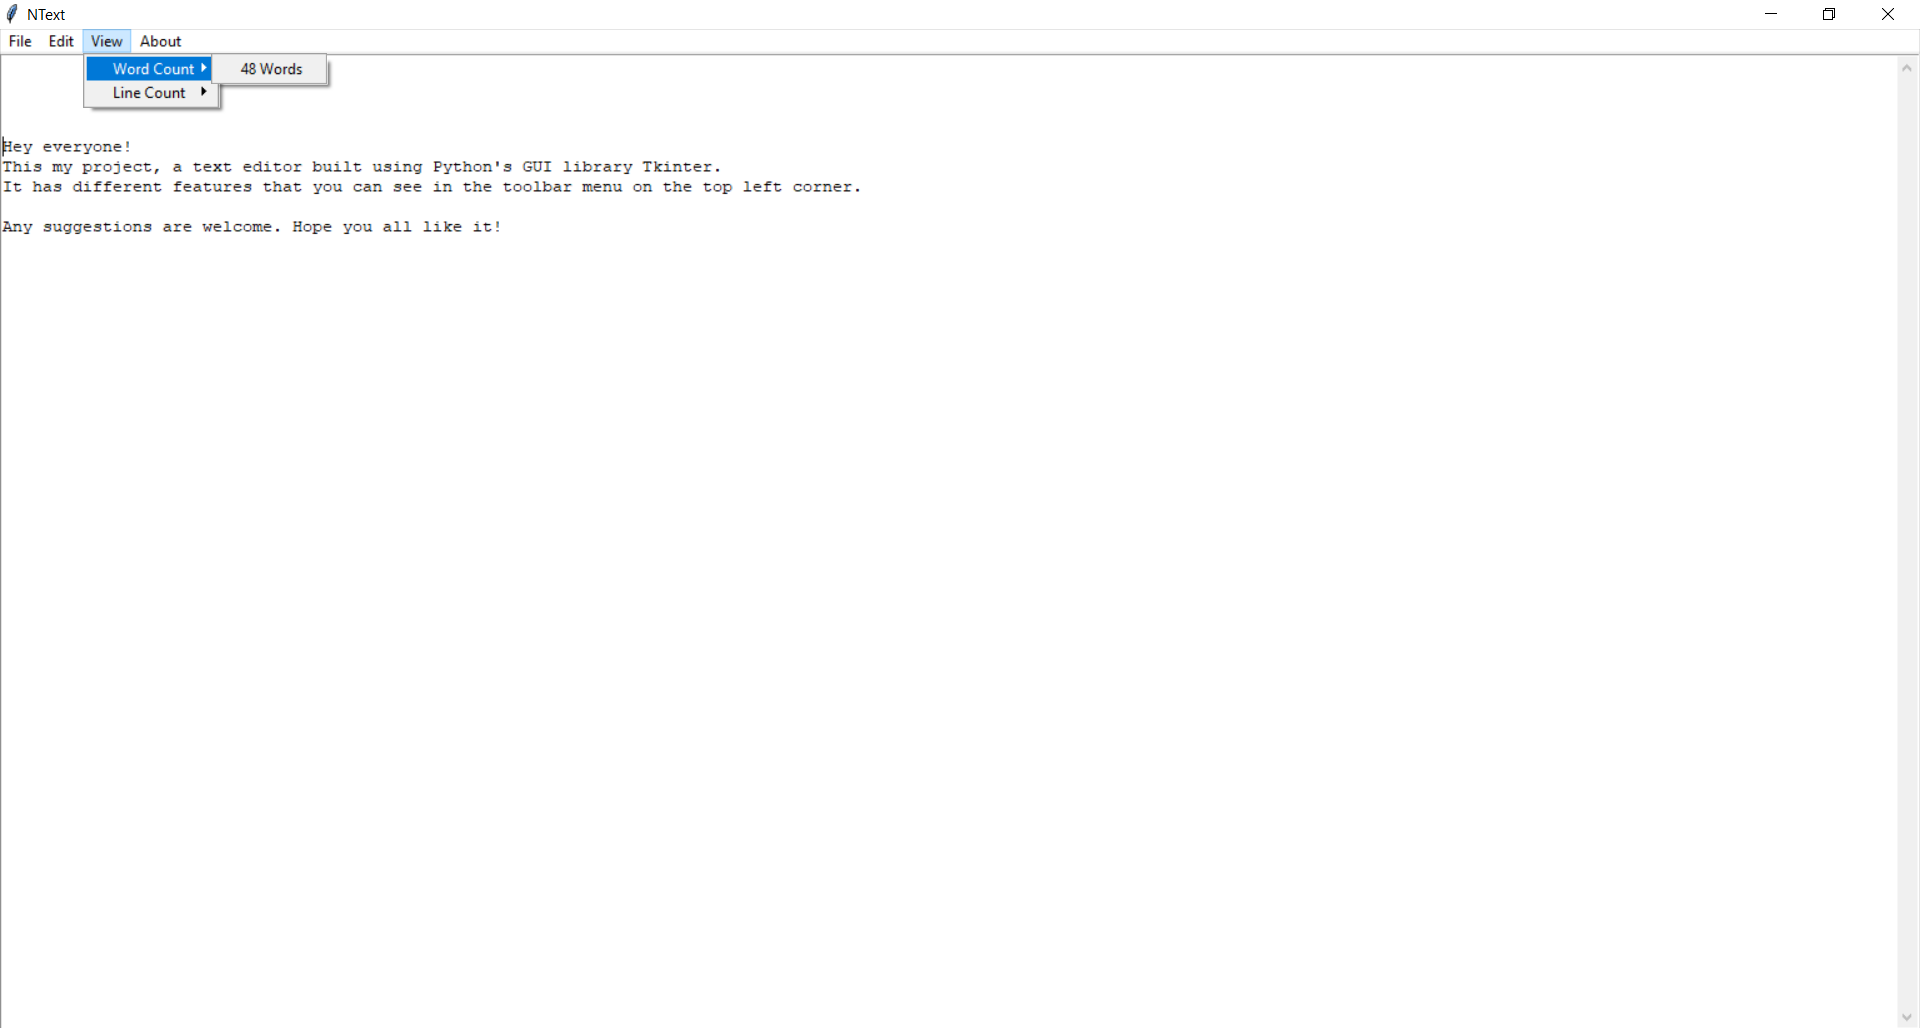 NText
File Edit View About
Word Count 48 Words
Line Count
Hey everyone!
This my project, a text editor built using Python's GUI library Tkinter.
It has different features that you can see in the toolbar menu on the top left corner.
Any suggestions are welcome. Hope you all like it!